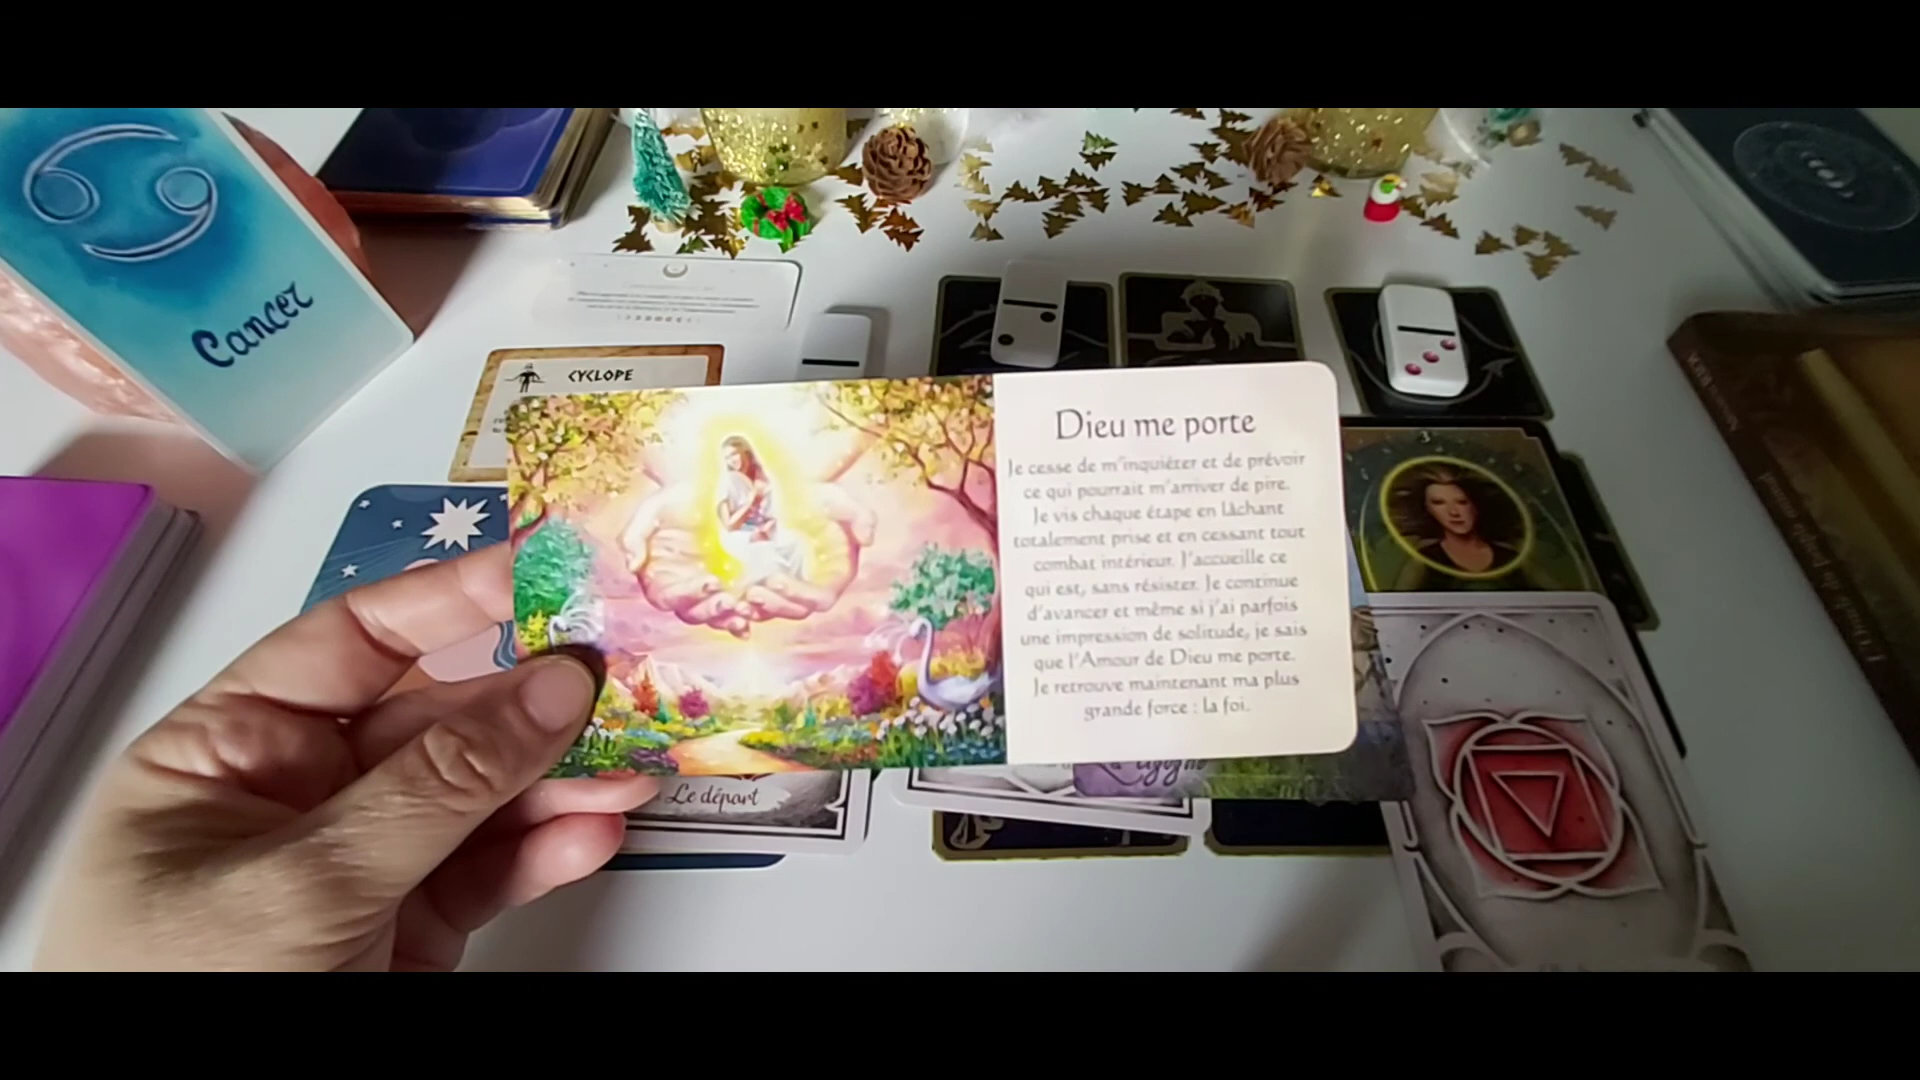 Cancer
CYCLOPE
Dieu me porte
Je cesse de m'inquiéter et de prévoir
ce qui pourrait m'arriver de pire.
Je vis chaque étape en lâchant
totalement prise et en cessant tout
combat intérieur. J'accueille ce
qui est, sans résister. Je continue
d'avancer et même si j'ai parfois
une impression de solitude, je sais
que l'Amour de Dieu me porte.
Je retrouve maintenant ma plus
grande force : la foi.
3
Le départ